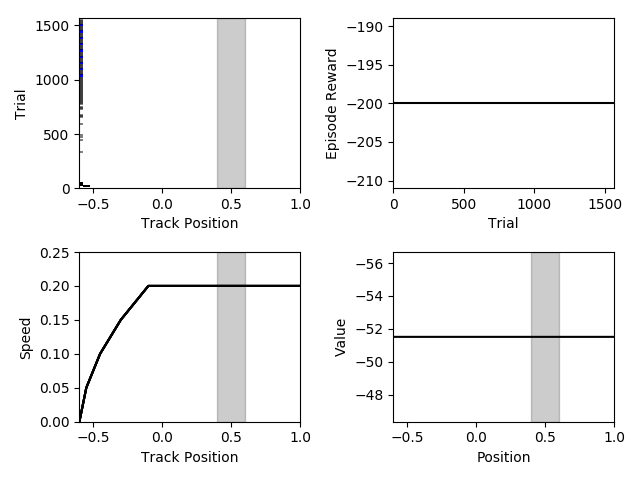 1500
1000
500
0
Trial
−0.5 0.0 0.5 1.0
Track Position
−190
−195
−200
−205
−210
Episode Reward
0 500 1000 1500
Trial
0.25
0.20
0.15
0.10
0.05
0.00
Speed
−0.5 0.0 0.5 1.0
Track Position
−56
−54
−52
−50
−48
Value
−0.5 0.0 0.5 1.0
Position